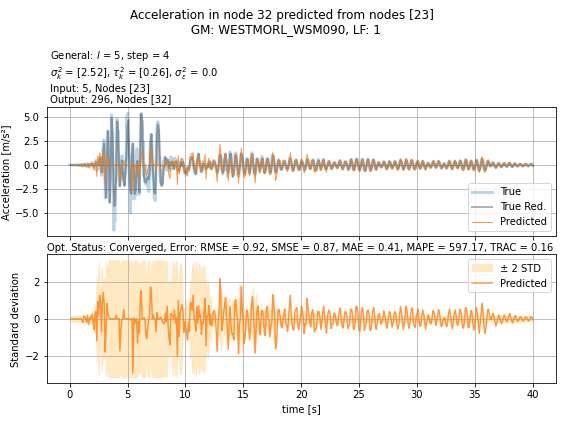 Acceleration in node 32 predicted from nodes [23]
GM: WESTMORL_WSM090, LF: 1
General: l = 5, step = 4
σ²ₖ = [2.52], τ²ₖ = [0.26], σ²ε = 0.0
Input: 5, Nodes [23]
Output: 296, Nodes [32]
Acceleration [m/s²]
5.0
2.5
0.0
−2.5
−5.0
True
True Red.
Predicted
Opt. Status: Converged, Error: RMSE = 0.92, SMSE = 0.87, MAE = 0.41, MAPE = 597.17, TRAC = 0.16
Standard deviation
2
0
−2
± 2 STD
Predicted
0 5 10 15 20 25 30 35 40
time [s]